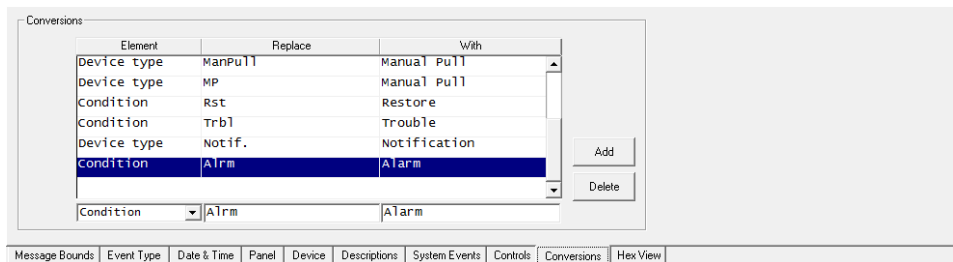 Conversions
Element Replace With
Device type ManPull Manual Pull
Device type MP Manual Pull
Condition Rst Restore
Condition Trbl Trouble
Device type Notif. Notification
Condition Alrm Alarm
Add
Delete
Condition Alrm Alarm
Message Bounds Event Type Date & Time Panel Device Descriptions System Events Controls Conversions Hex View